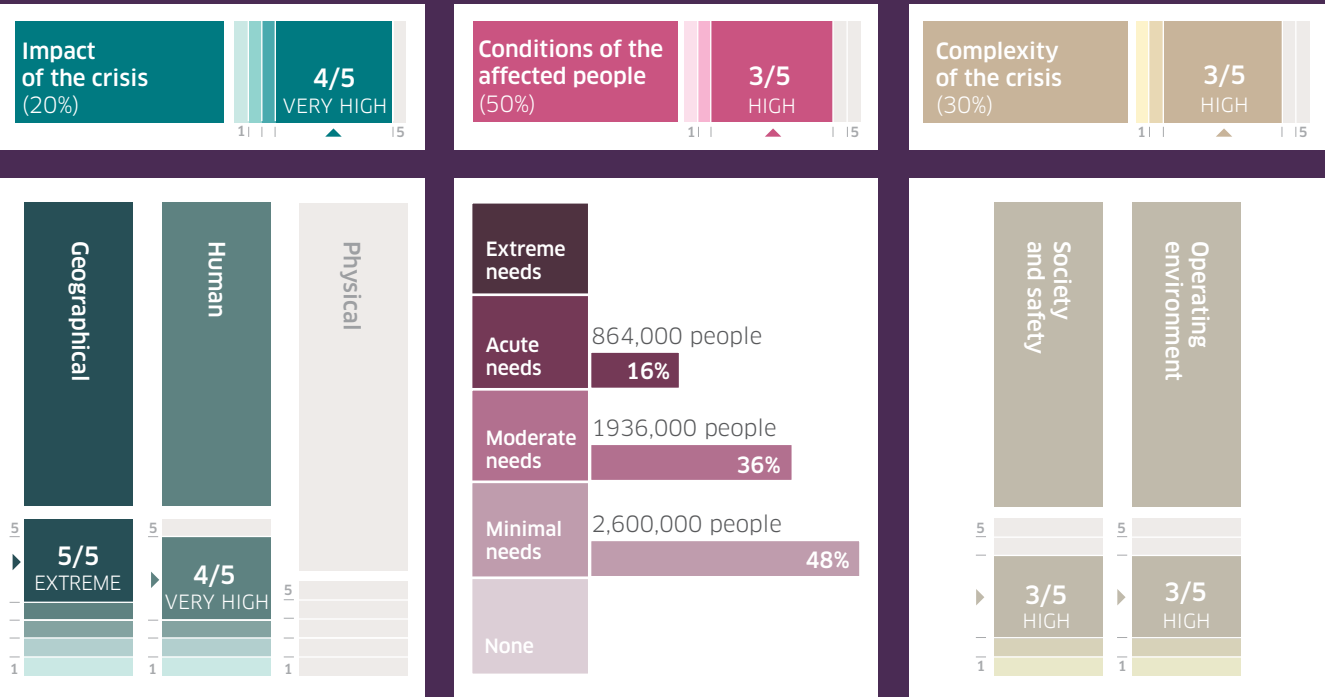 Impact
of the crisis
(20%)
4/5
VERY HIGH
1
5
Conditions of the
affected people
(50%)
3/5
HIGH
1
5
Complexity
of the crisis
(30%)
3/5
HIGH
1
5
Geographical
5
5/5
EXTREME
1
Human
5
4/5
VERY HIGH
1
Physical
5
1
Extreme
needs
Acute
needs
864,000 people
16%
Moderate
needs
1936,000 people
36%
Minimal
needs
2,600,000 people
48%
None
Society
and safety
5
3/5
HIGH
1
Operating
environment
5
3/5
HIGH
1